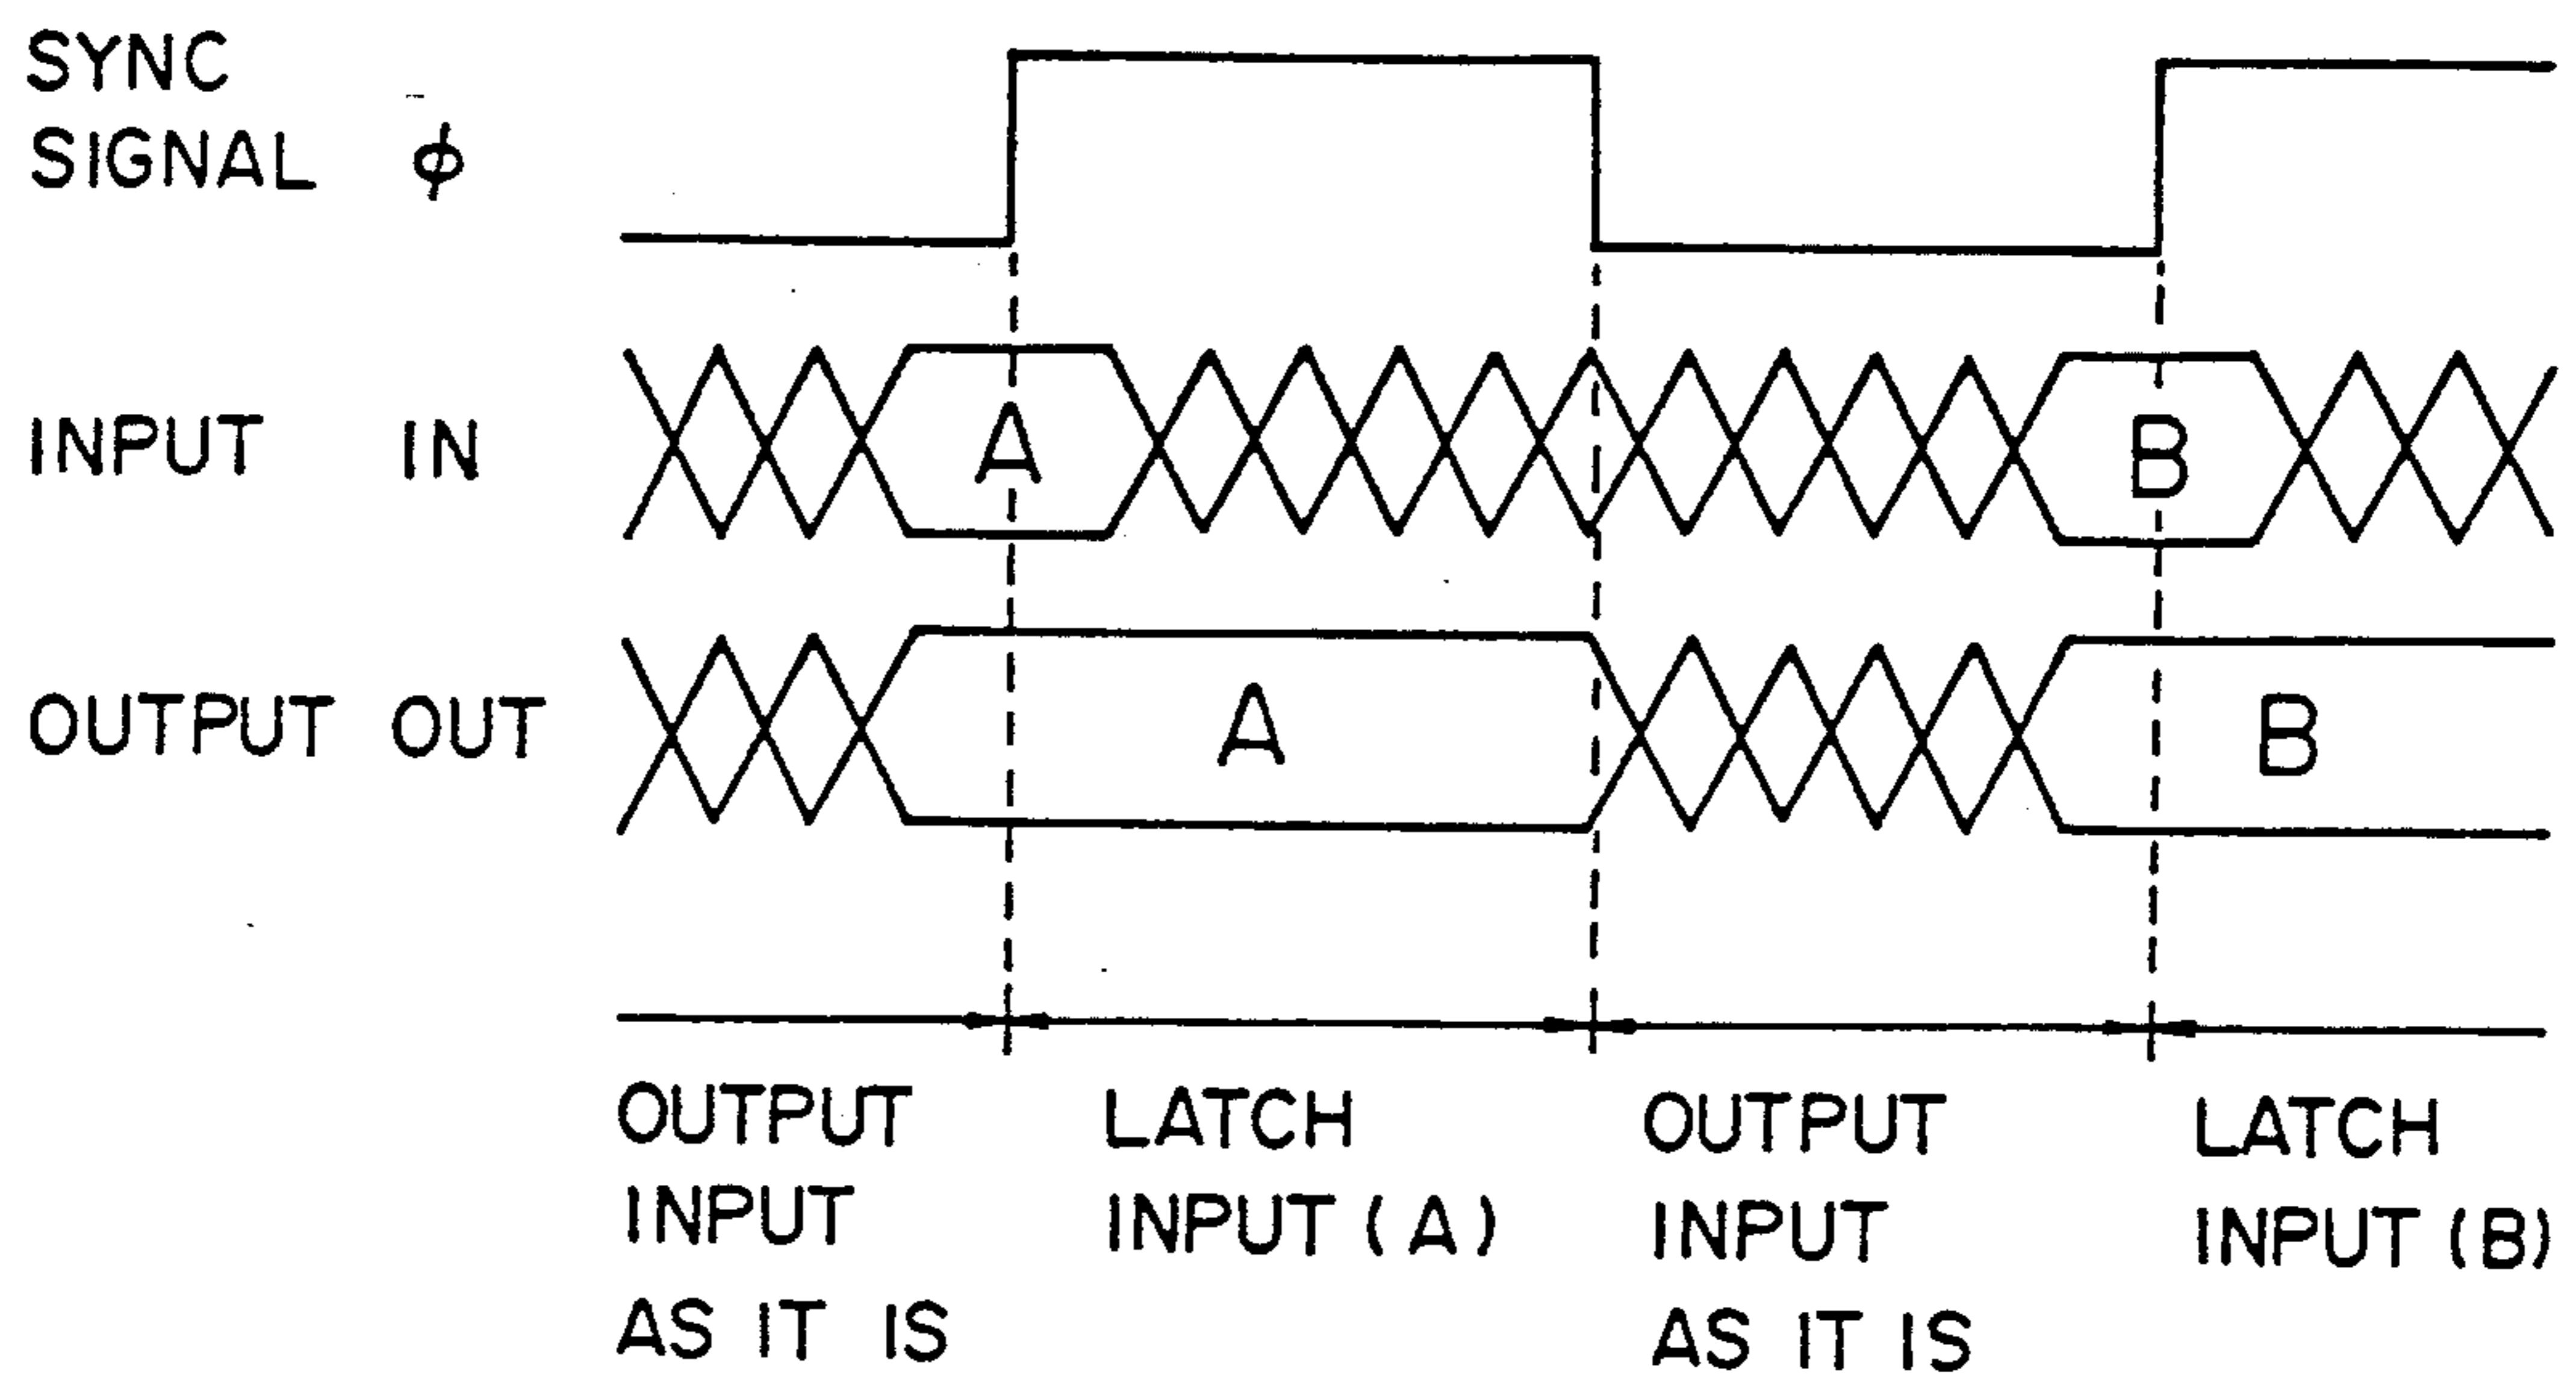 SYNC
SIGNAL φ
INPUT IN
A
B
OUTPUT OUT
A
B
OUTPUT
INPUT
AS IT IS
LATCH
INPUT (A)
OUTPUT
INPUT
AS IT IS
LATCH
INPUT (B)